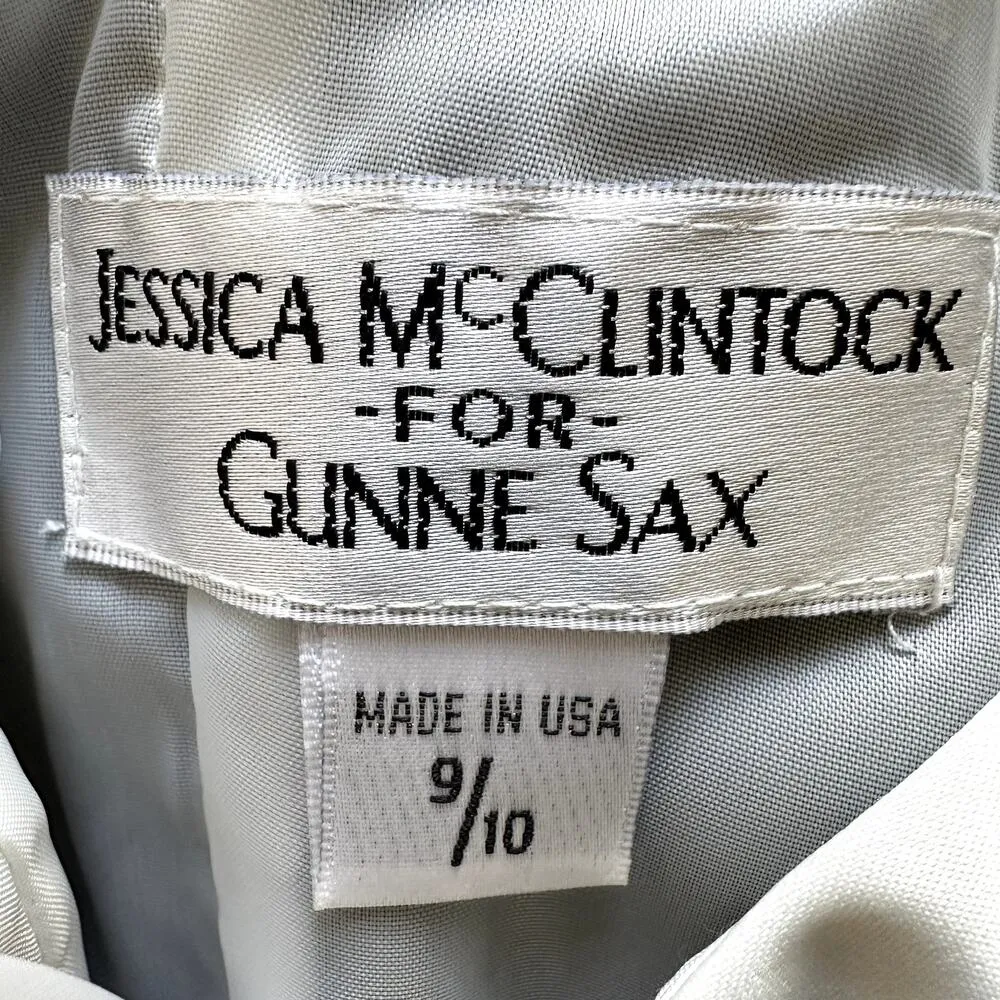 JESSICA McCLINTOCK
-FOR-
GUNNE SAX
MADE IN USA
9/10